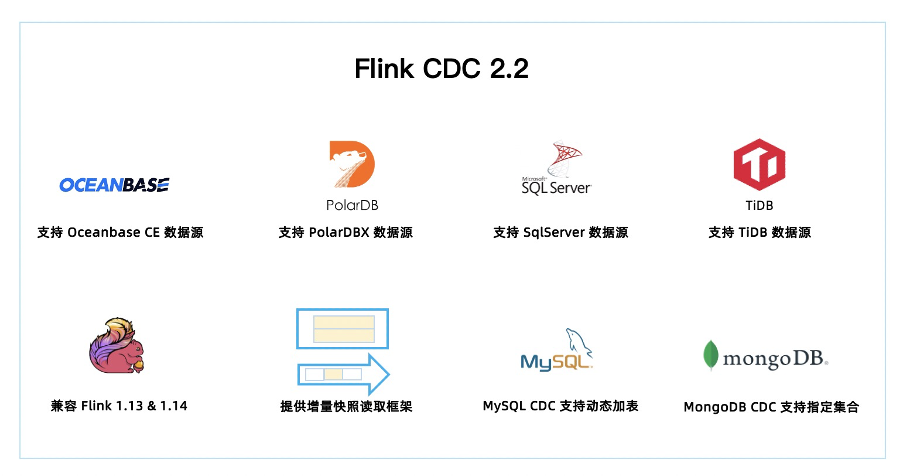 Flink CDC 2.2
OCEANBASE
PolarDB
Microsoft
SQL Server
TiDB
支持 Oceanbase CE 数据源
支持 PolarDBX 数据源
支持 SqlServer 数据源
支持 TiDB 数据源
MySQL
mongoDB
兼容 Flink 1.13 & 1.14
提供增量快照读取框架
MySQL CDC 支持动态加表
MongoDB CDC 支持指定集合